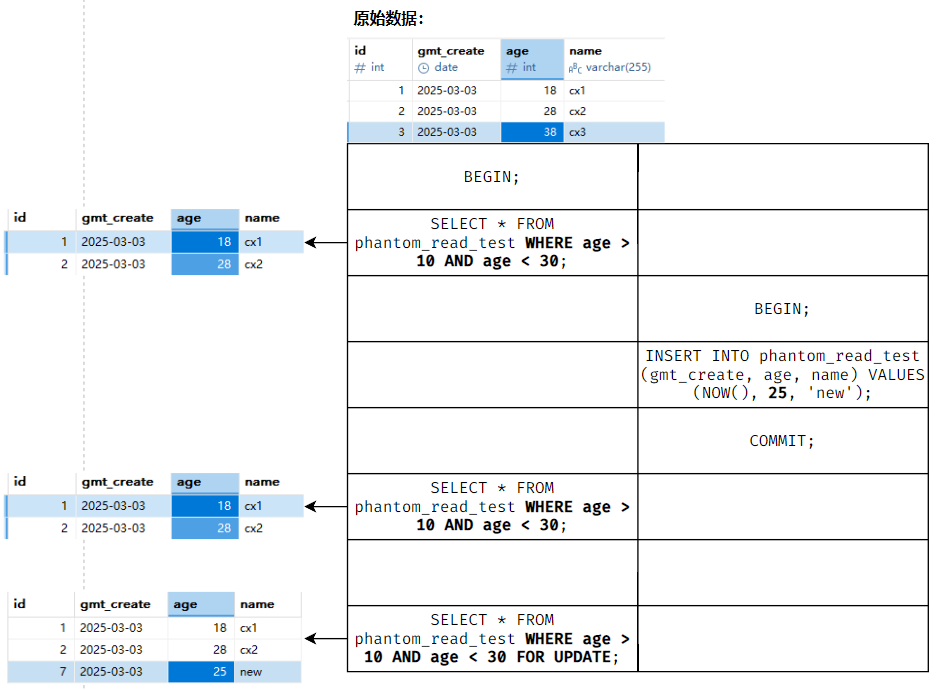 原始数据：
id gmt_create age name
# int date # int ABC varchar(255)
1 2025-03-03 18 cx1
2 2025-03-03 28 cx2
3 2025-03-03 38 cx3
BEGIN;
id gmt_create age name
1 2025-03-03 18 cx1
2 2025-03-03 28 cx2
SELECT * FROM
phantom_read_test WHERE age >
10 AND age < 30;
BEGIN;
INSERT INTO phantom_read_test
(gmt_create, age, name) VALUES
(NOW(), 25, 'new');
COMMIT;
id gmt_create age name
1 2025-03-03 18 cx1
2 2025-03-03 28 cx2
SELECT * FROM
phantom_read_test WHERE age >
10 AND age < 30;
id gmt_create age name
1 2025-03-03 18 cx1
2 2025-03-03 28 cx2
7 2025-03-03 25 new
SELECT * FROM
phantom_read_test WHERE age >
10 AND age < 30 FOR UPDATE;